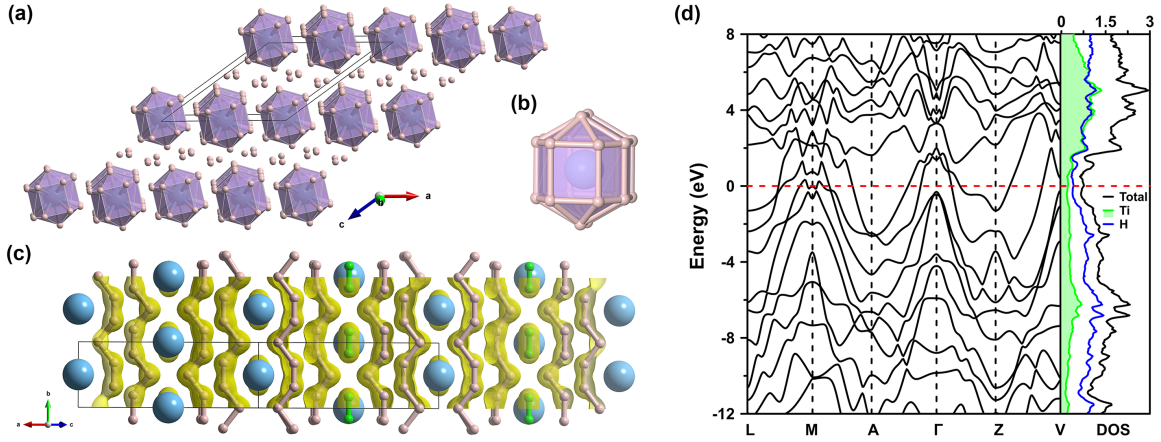 (a)
a
b
c
(b)
(c)
b
a
c
(d)
0 1.5 3
8
4
0
-4
-8
-12
Energy (eV)
Total
Ti
H
L M A Γ Z V DOS